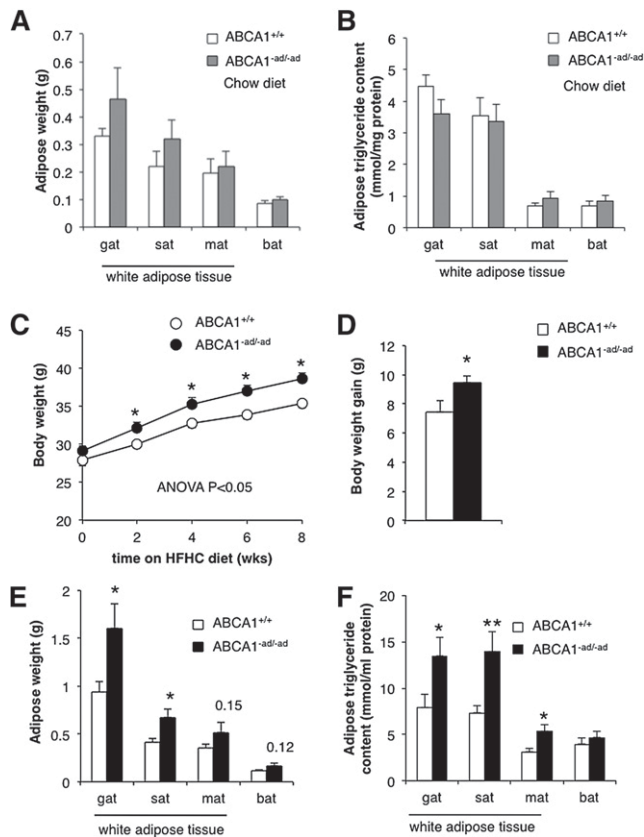 A
ABCA1+/+
ABCA1-ad/-ad
Chow diet
Adipose weight (g)
0.7
0.6
0.5
0.4
0.3
0.2
0.1
0
gat sat mat bat
white adipose tissue
B
ABCA1+/+
ABCA1-ad/-ad
Chow diet
Adipose triglyceride content
(mmol/mg protein)
6
5
4
3
2
1
0
gat sat mat bat
white adipose tissue
C
ABCA1+/+
ABCA1-ad/-ad
Body weight (g)
45
41
37
33
29
25
* * * *
ANOVA P<0.05
0 2 4 6 8
time on HFHC diet (wks)
D
ABCA1+/+
ABCA1-ad/-ad
Body weight gain (g)
12
10
8
6
4
2
0
*
E
ABCA1+/+
ABCA1-ad/-ad
Adipose weight (g)
2
1.5
1
0.5
0
* * 0.15 0.12
gat sat mat bat
white adipose tissue
F
ABCA1+/+
ABCA1-ad/-ad
Adipose triglyceride
content (mmol/ml protein)
20
15
10
5
0
* ** *
gat sat mat bat
white adipose tissue